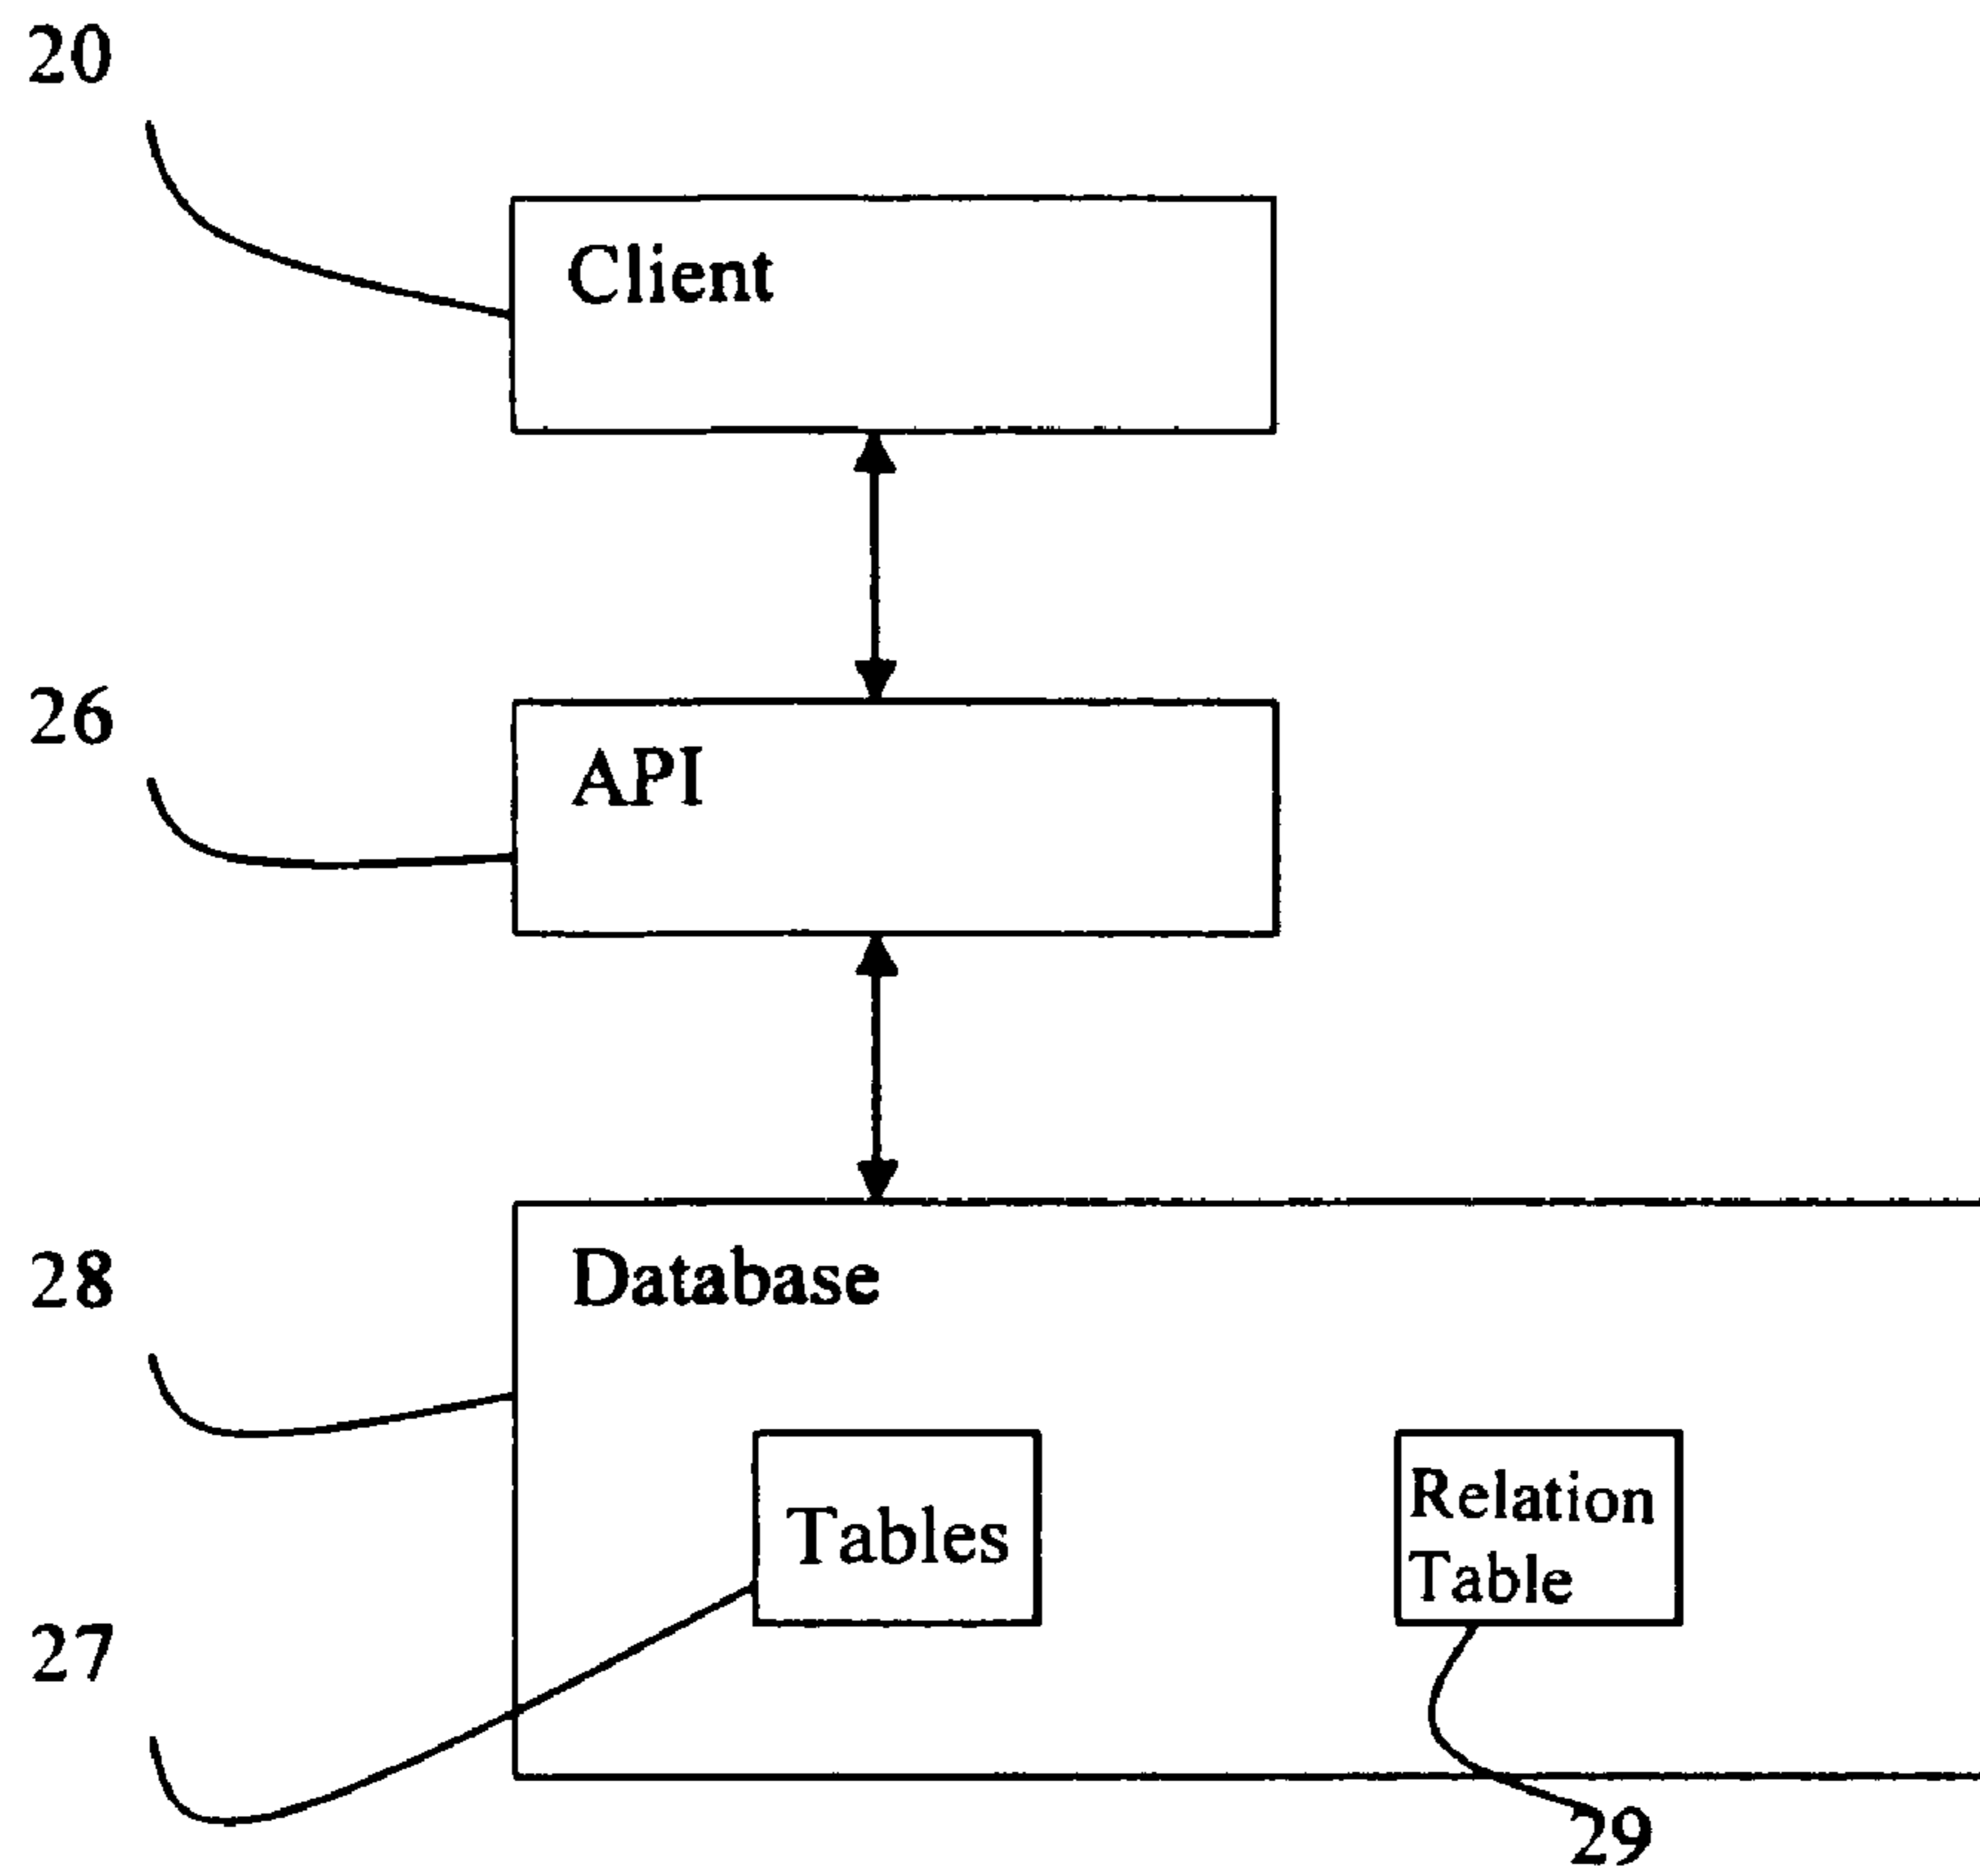 20
Client
26
API
28
Database
Tables
Relation
Table
27
29